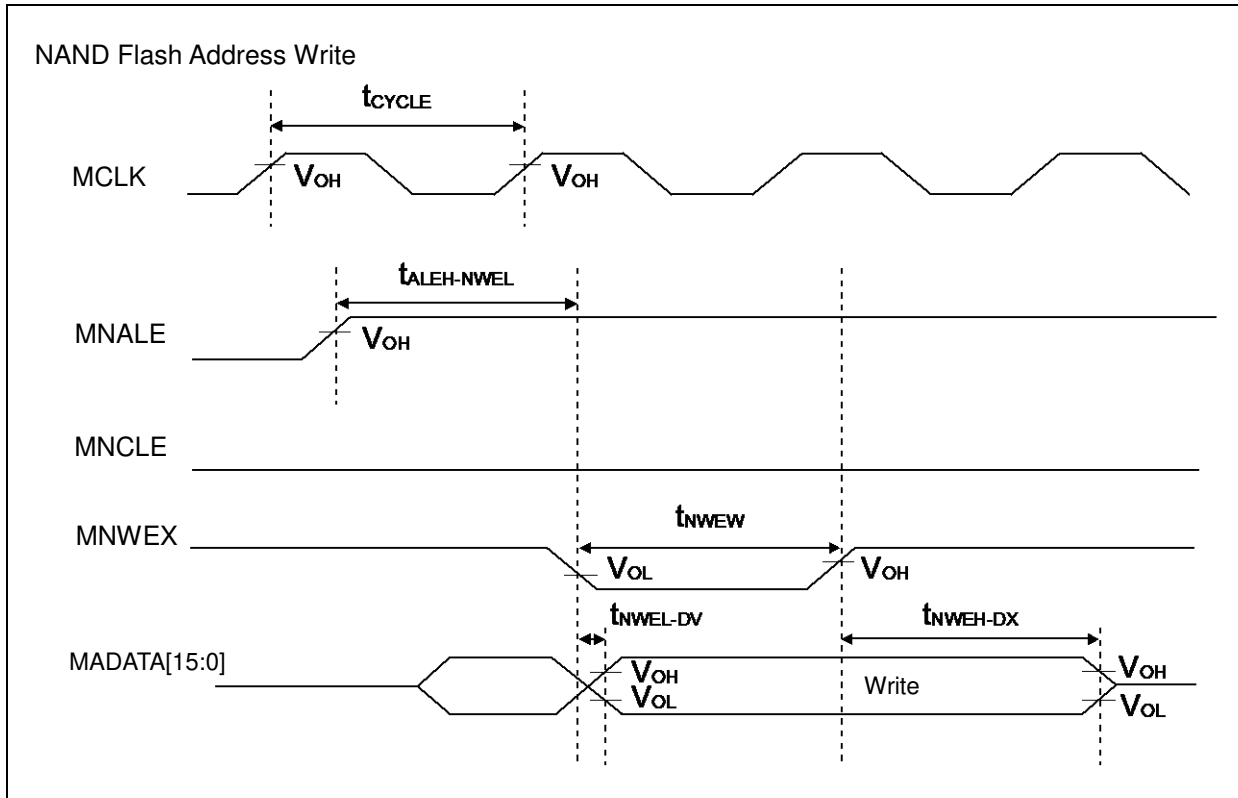 NAND Flash Address Write
tCYCLE
MCLK
VOH
VOH
tALEH-NWEL
MNALE
VOH
MNCLE
tNWEW
MNWEX
VOL
VOH
tNWEL-DV
tNWEH-DX
MADATA[15:0]
VOH
VOL
Write
VOH
VOL